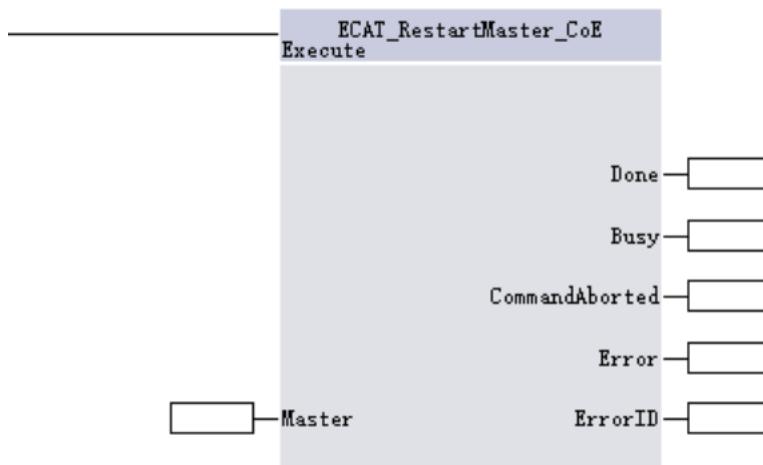 ECAT_RestartMaster_CoE
Execute
Done
Busy
CommandAborted
Error
Master
ErrorID